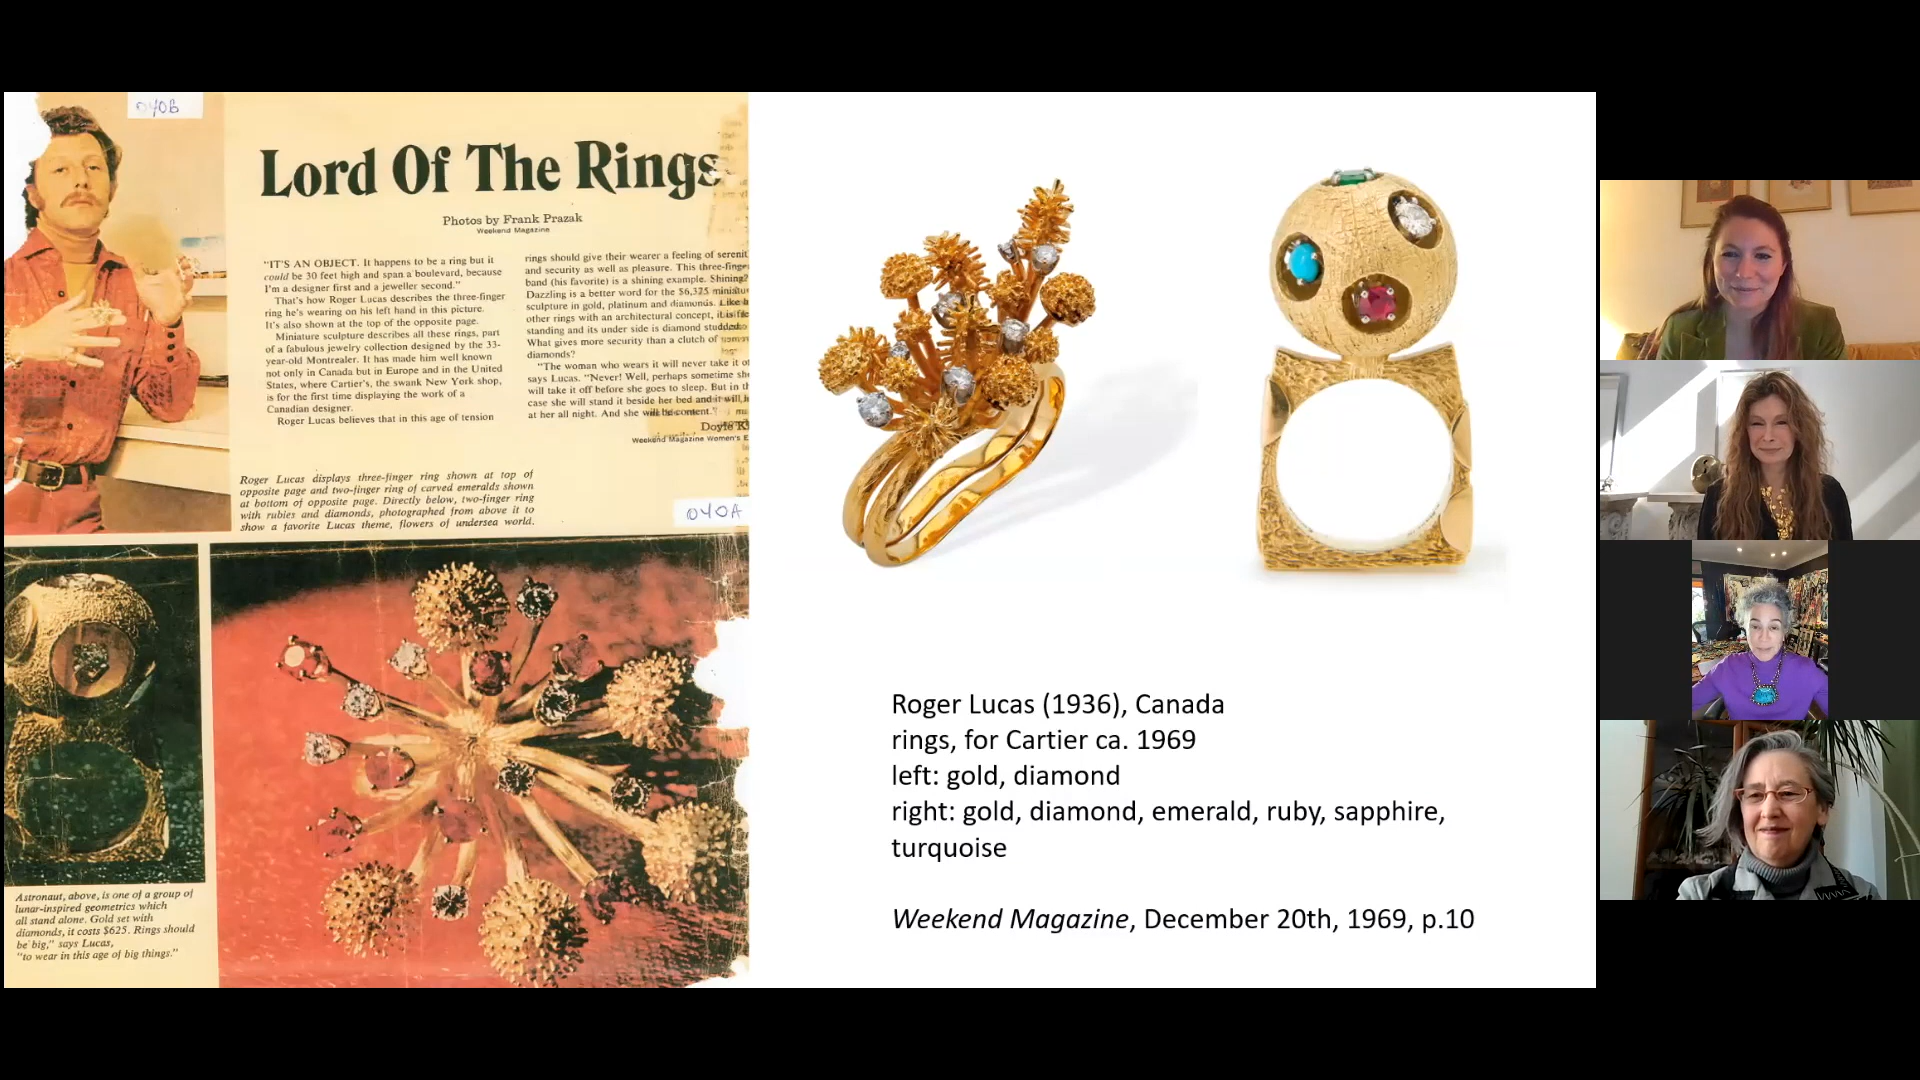 040B
Lord Of The Rings
Photos by Frank Prazak
Weekend Magazine
"IT'S AN OBJECT. It happens to be a ring but it
could be 30 feet high and span a boulevard, because
I'm a designer first and a jeweller second."
That's how Roger Lucas describes the three-finger
ring he's wearing on his left hand in this picture.
It's also shown at the top of the opposite page.
Miniature sculpture describes all these rings, part
of a fabulous jewelry collection designed by the 33-
year-old Montrealer. It has made him well known
not only in Canada but in Europe and in the United
States, where Cartier's, the swank New York shop,
is for the first time displaying the work of a
Canadian designer.
Roger Lucas believes that in this age of tension
rings should give their wearer a feeling of
and security as well as pleasure. This
band (his favorite) is a shining example. Shining?
Dazzling is a better word for the $6,325
sculpture in gold, platinum and diamonds. Like
other rings with an architectural concept, it is
standing and its under side is diamond studded.
What gives more security than a clutch of
diamonds?
"The woman who wears it will never take it
says Lucas. "Never! Well, perhaps sometime
will take it off before she goes to sleep. But in
case she will stand it beside her bed and it will
at her all night. And she will be content."
Doyle
Weekend Magazine Women's
Roger Lucas displays three-finger ring shown at top of
opposite page and two-finger ring of carved emeralds shown
at bottom of opposite page. Directly below, two-finger ring
with rubies and diamonds, photographed from above it to
show a favorite Lucas theme, flowers of undersea world.
040A
Astronaut, above, is one of a group of
lunar-inspired geometrics which
all stand alone. Gold set with
diamonds, it costs $625. Rings should
be big," says Lucas,
"to wear in this age of big things."
Roger Lucas (1936), Canada
rings, for Cartier ca. 1969
left: gold, diamond
right: gold, diamond, emerald, ruby, sapphire,
turquoise
Weekend Magazine, December 20th, 1969, p.10